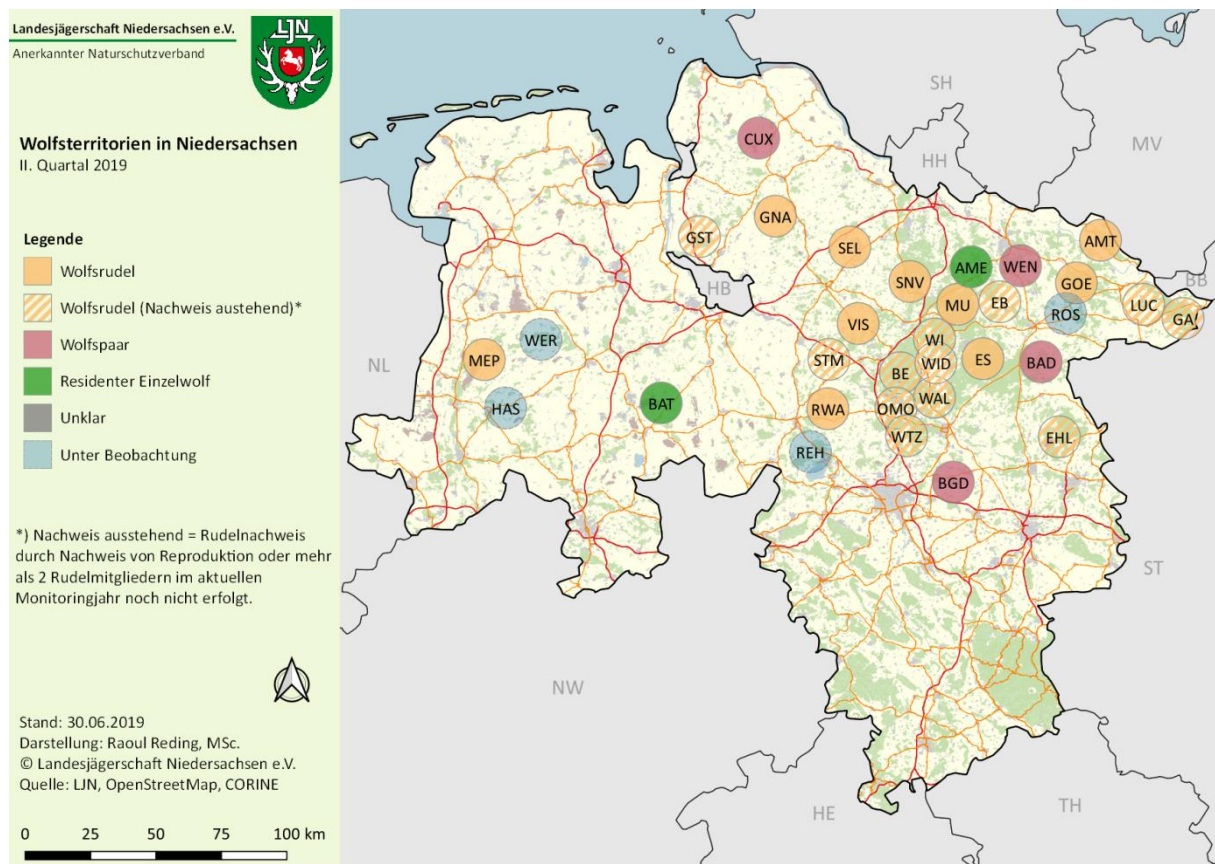 Landesjägerschaft Niedersachsen e.V.
Anerkannter Naturschutzverband
LJN
Wolfsterritorien in Niedersachsen
II. Quartal 2019
Legende
Wolfsrudel
Wolfsrudel (Nachweis austehend)*
Wolfspaar
Residenter Einzelwolf
Unklar
Unter Beobachtung
*) Nachweis ausstehend = Rudelnachweis
durch Nachweis von Reproduktion oder mehr
als 2 Rudelmitgliedern im aktuellen
Monitoringjahr noch nicht erfolgt.
Stand: 30.06.2019
Darstellung: Raoul Reding, MSc.
© Landesjägerschaft Niedersachsen e.V.
Quelle: LJN, OpenStreetMap, CORINE
0 25 50 75 100 km
SH
MV
HH
CUX
GNA
GST
SEL
AMT
AME
WEN
SNV
GOE
BB
HB
MU
EB
LUC
GA
ROS
VIS
WER
WI
NL
MEP
STM
WID
ES
BAD
BE
WAL
HAS
BAT
RWA
OMO
WTZ
EHL
REH
BGD
ST
NW
HE
TH